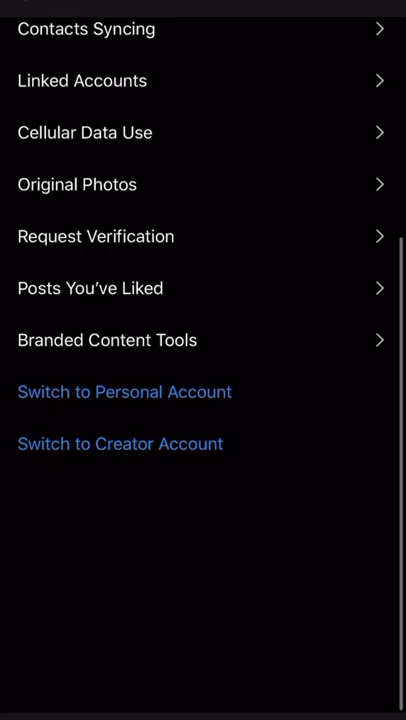 Contacts Syncing
Linked Accounts
Cellular Data Use
Original Photos
Request Verification
Posts You’ve Liked
Branded Content Tools
Switch to Personal Account
Switch to Creator Account